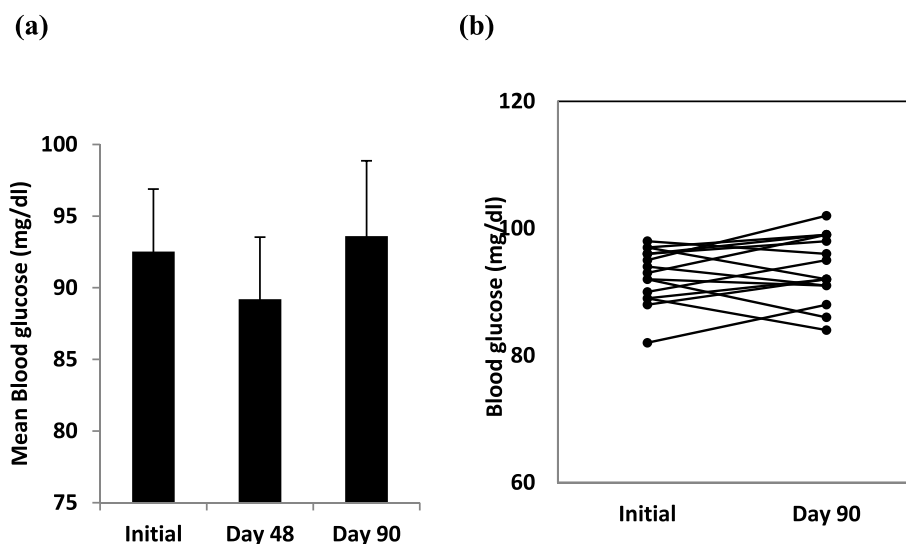 (a)
Mean Blood glucose (mg/dl)
100
95
90
85
80
75
Initial Day 48 Day 90
(b)
Blood glucose (mg/dl)
120
100
80
60
Initial Day 90